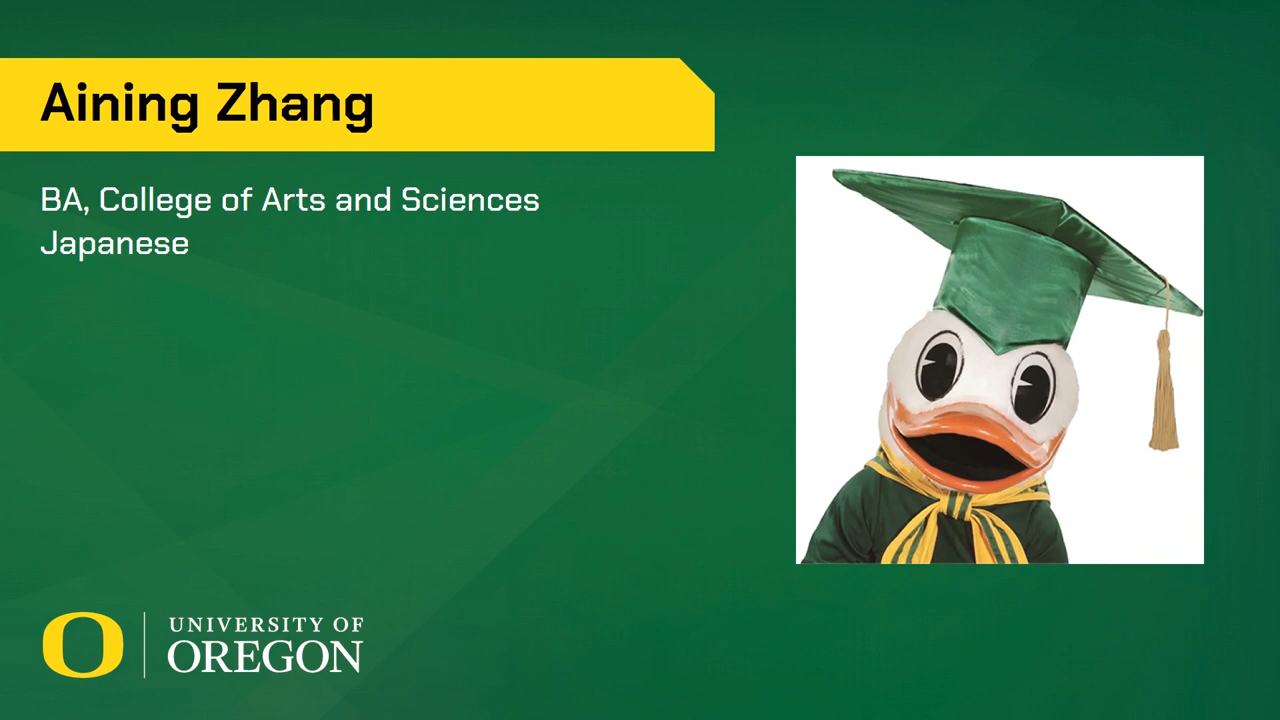 Aining Zhang
BA, College of Arts and Sciences
Japanese
O
UNIVERSITY OF
OREGON